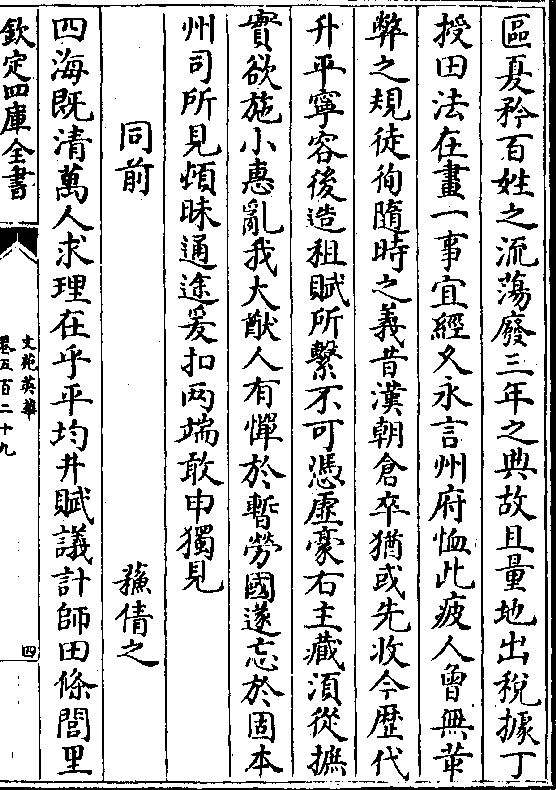 區夏矜百姓之流蕩廢三年之典故且量地出稅據丁
授田法在畫一事宜經久永言州府恤此疲人曾無革
弊之規徒徇隨時之義昔漢朝倉卒猶或先收今歴代
升平寧容後造租賦所繫不可憑虛豪右主藏湏從摭
實欲施小惠亂我大猷人有憚於暫勞國遂忘於固本
州司所見煩昧通途爰扣两端敢申獨見
同前
蘓倩之
四海既清萬人求理在乎平均井賦議計師田條閭里
欽定四庫全書
文苑英華
卷五百二十九
四